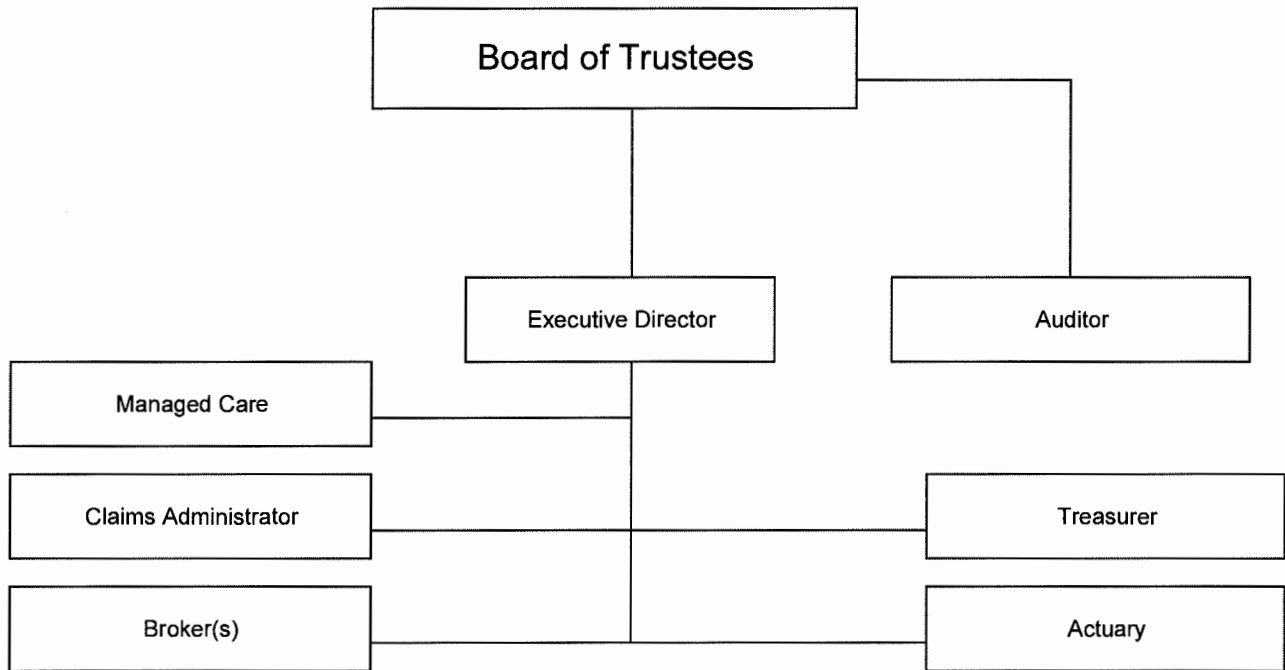 Board of Trustees
Executive Director
Auditor
Managed Care
Claims Administrator
Treasurer
Broker(s)
Actuary